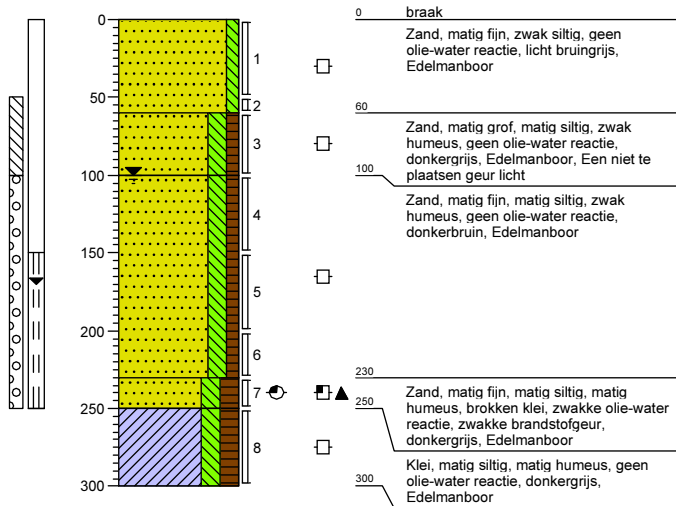 0
50
100
150
200
250
300
1
2
3
4
5
6
7
8
0 braak
Zand, matig fijn, zwak siltig, geen
olie-water reactie, licht bruingrijs,
Edelmanboor
60
Zand, matig grof, matig siltig, zwak
humeus, geen olie-water reactie,
donkergrijs, Edelmanboor, Een niet te
plaatsen geur licht
100
Zand, matig fijn, matig siltig, zwak
humeus, geen olie-water reactie,
donkerbruin, Edelmanboor
230
Zand, matig fijn, matig siltig, matig
humeus, brokken klei, zwakke olie-water
reactie, zwakke brandstofgeur,
donkergrijs, Edelmanboor
250
Klei, matig siltig, matig humeus, geen
olie-water reactie, donkergrijs,
Edelmanboor
300